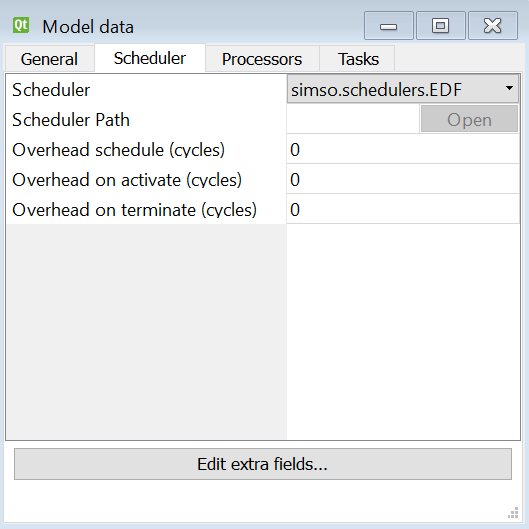 Qt Model data
General Scheduler Processors Tasks
Scheduler simso.schedulers.EDF
Scheduler Path Open
Overhead schedule (cycles) 0
Overhead on activate (cycles) 0
Overhead on terminate (cycles) 0
Edit extra fields...